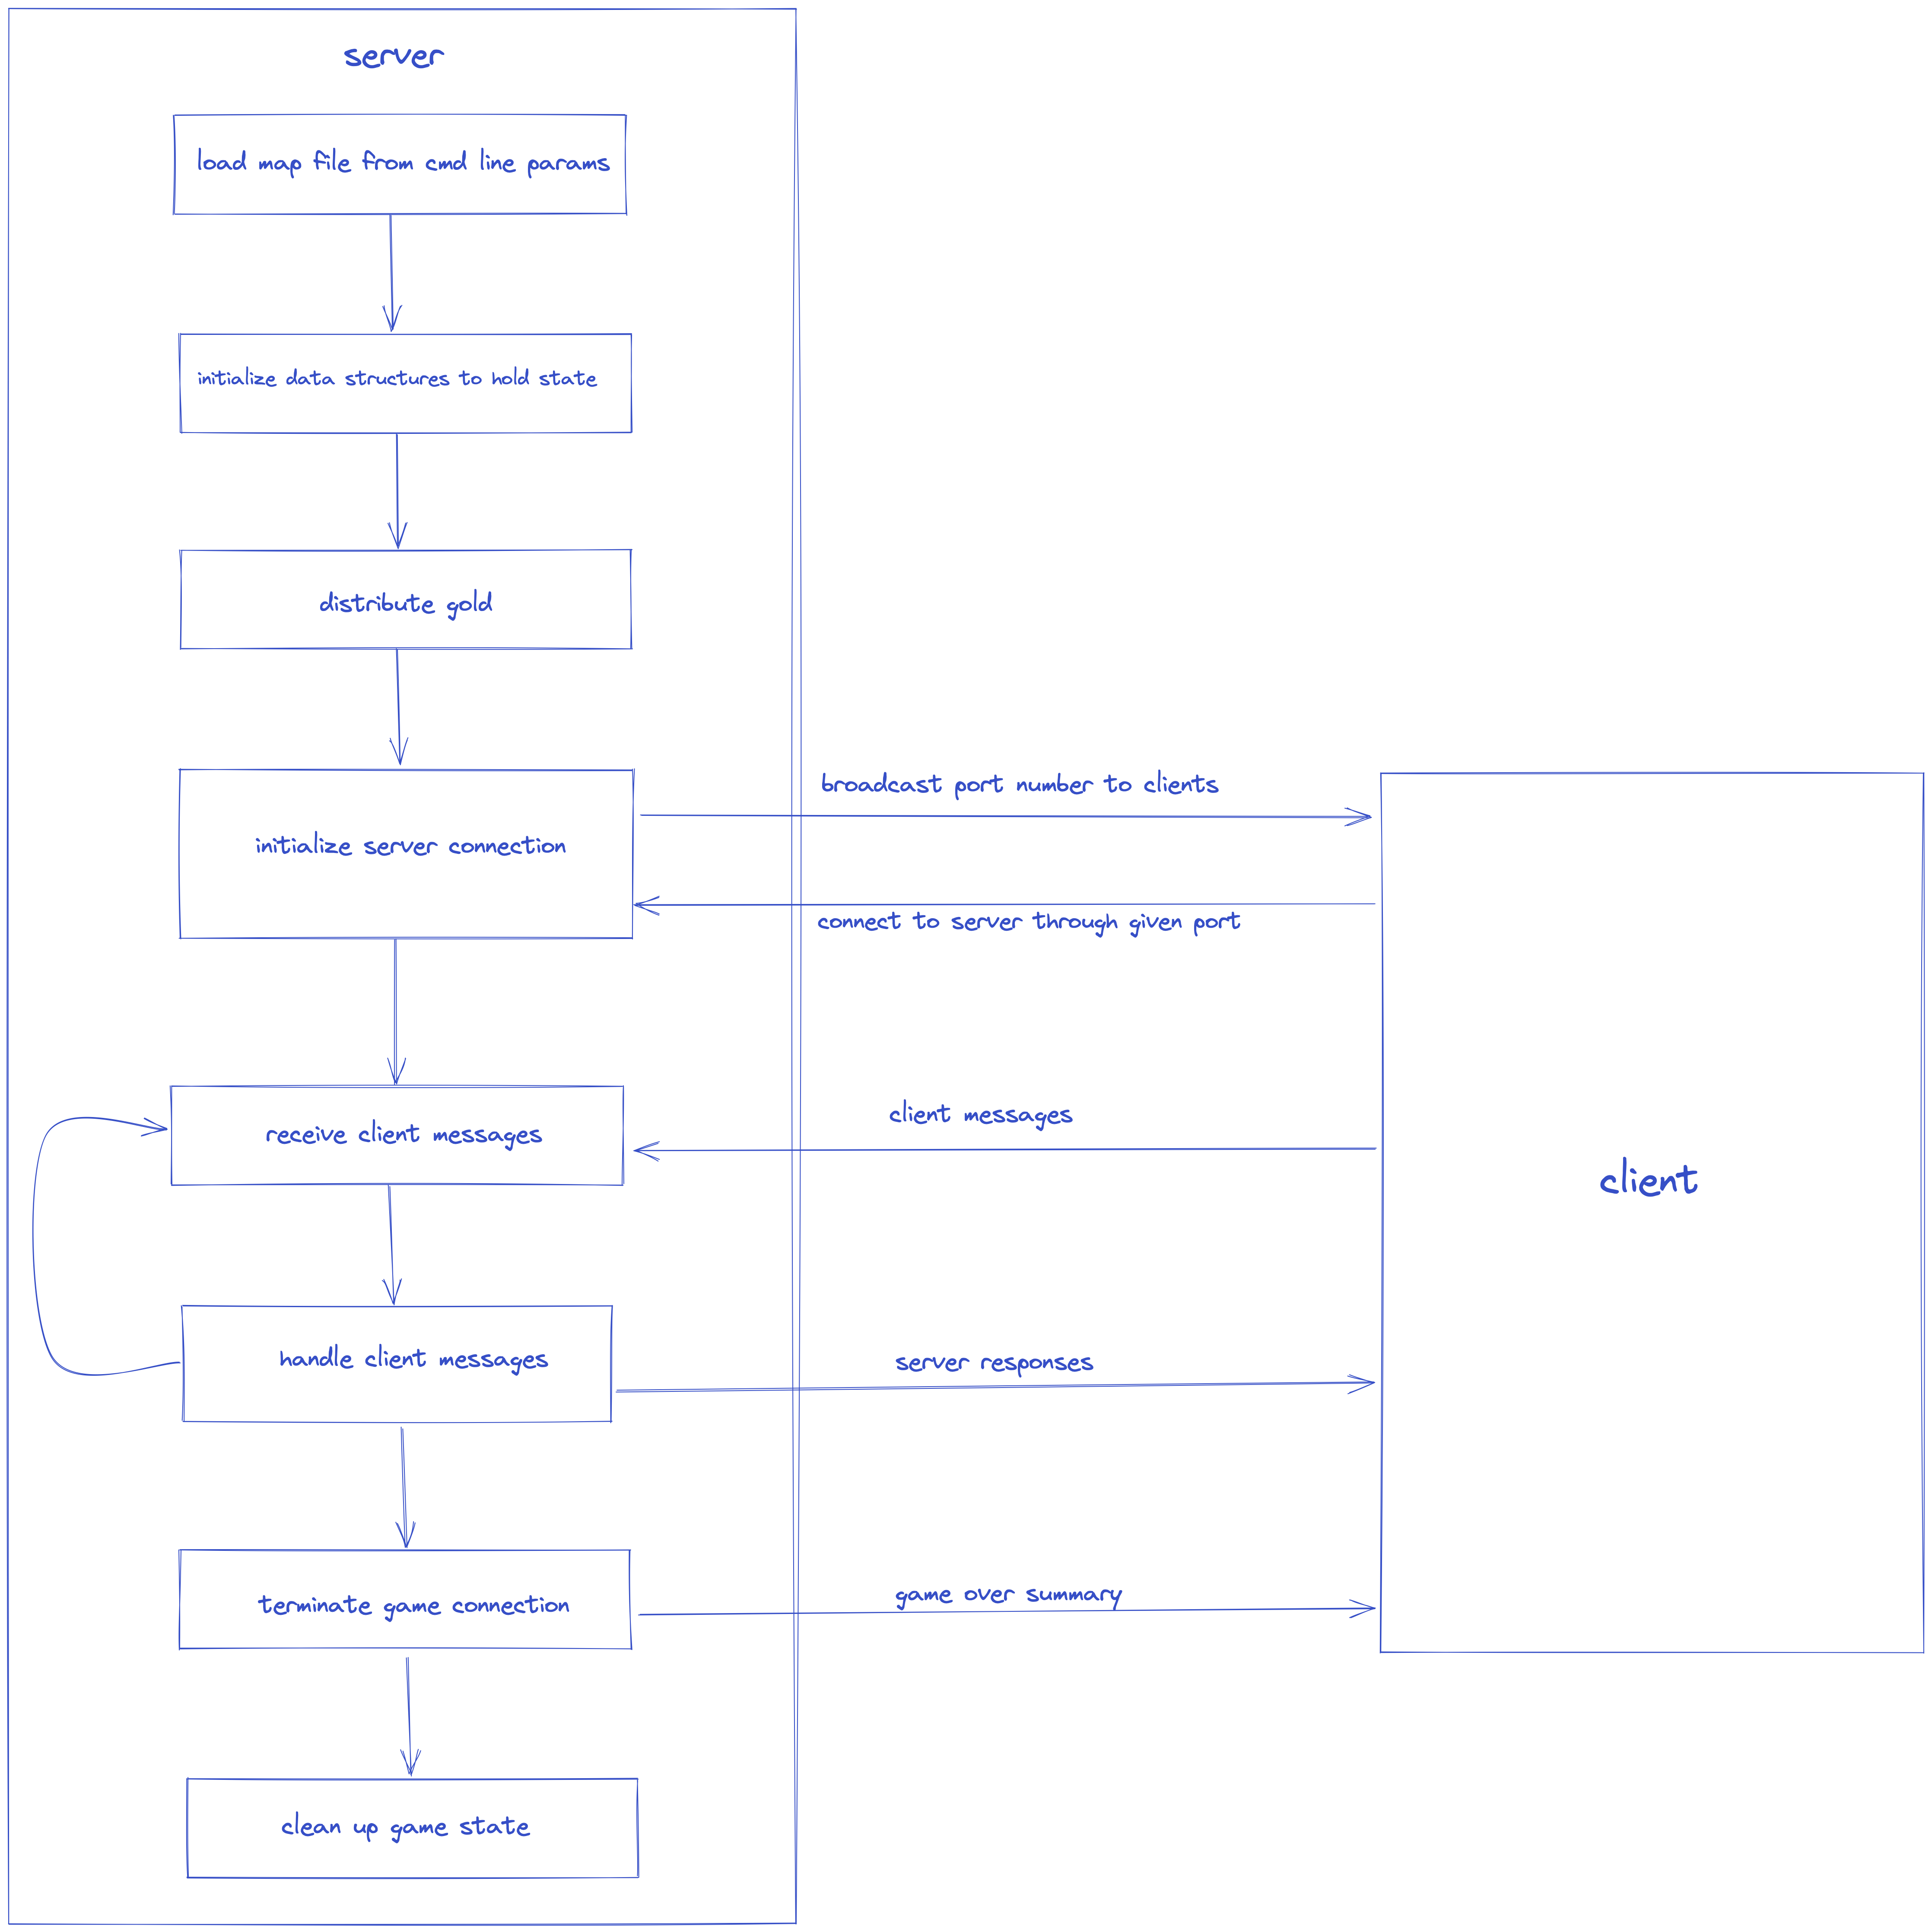 server
load map file from cmd line params
initialize data structures to hold state
distribute gold
initialize server connection
broadcast port number to clients
connect to server through given port
receive client messages
client messages
client
handle client messages
server responses
terminate game connection
game over summary
clean up game state